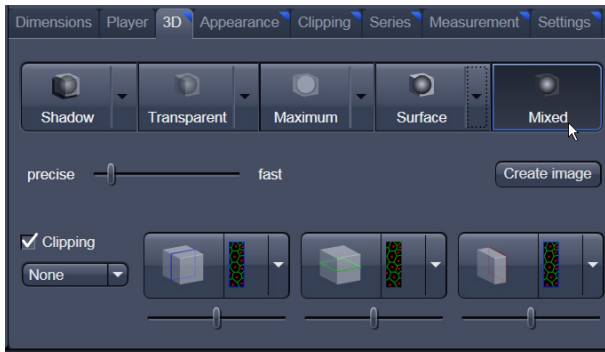 Dimensions Player 3D Appearance Clipping Series Measurement Settings
Shadow Transparent Maximum Surface Mixed
precise fast Create image
Clipping
None